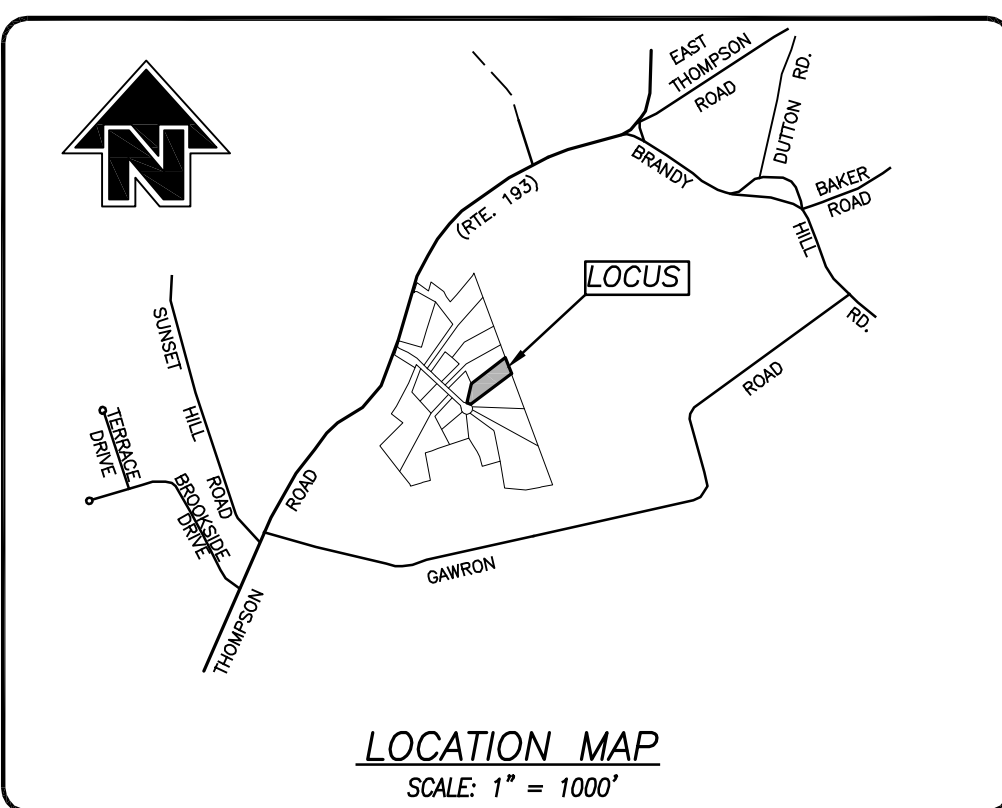 N
EAST
THOMPSON
ROAD
DUTTON RD.
BRANDY
HILL
RD.
BAKER
ROAD
(RTE. 193)
LOCUS
SUNSET
HILL
ROAD
TERRACE
DRIVE
BROOKSIDE
DRIVE
ROAD
THOMPSON
GAWRON
ROAD
LOCATION MAP
SCALE: 1" = 1000'